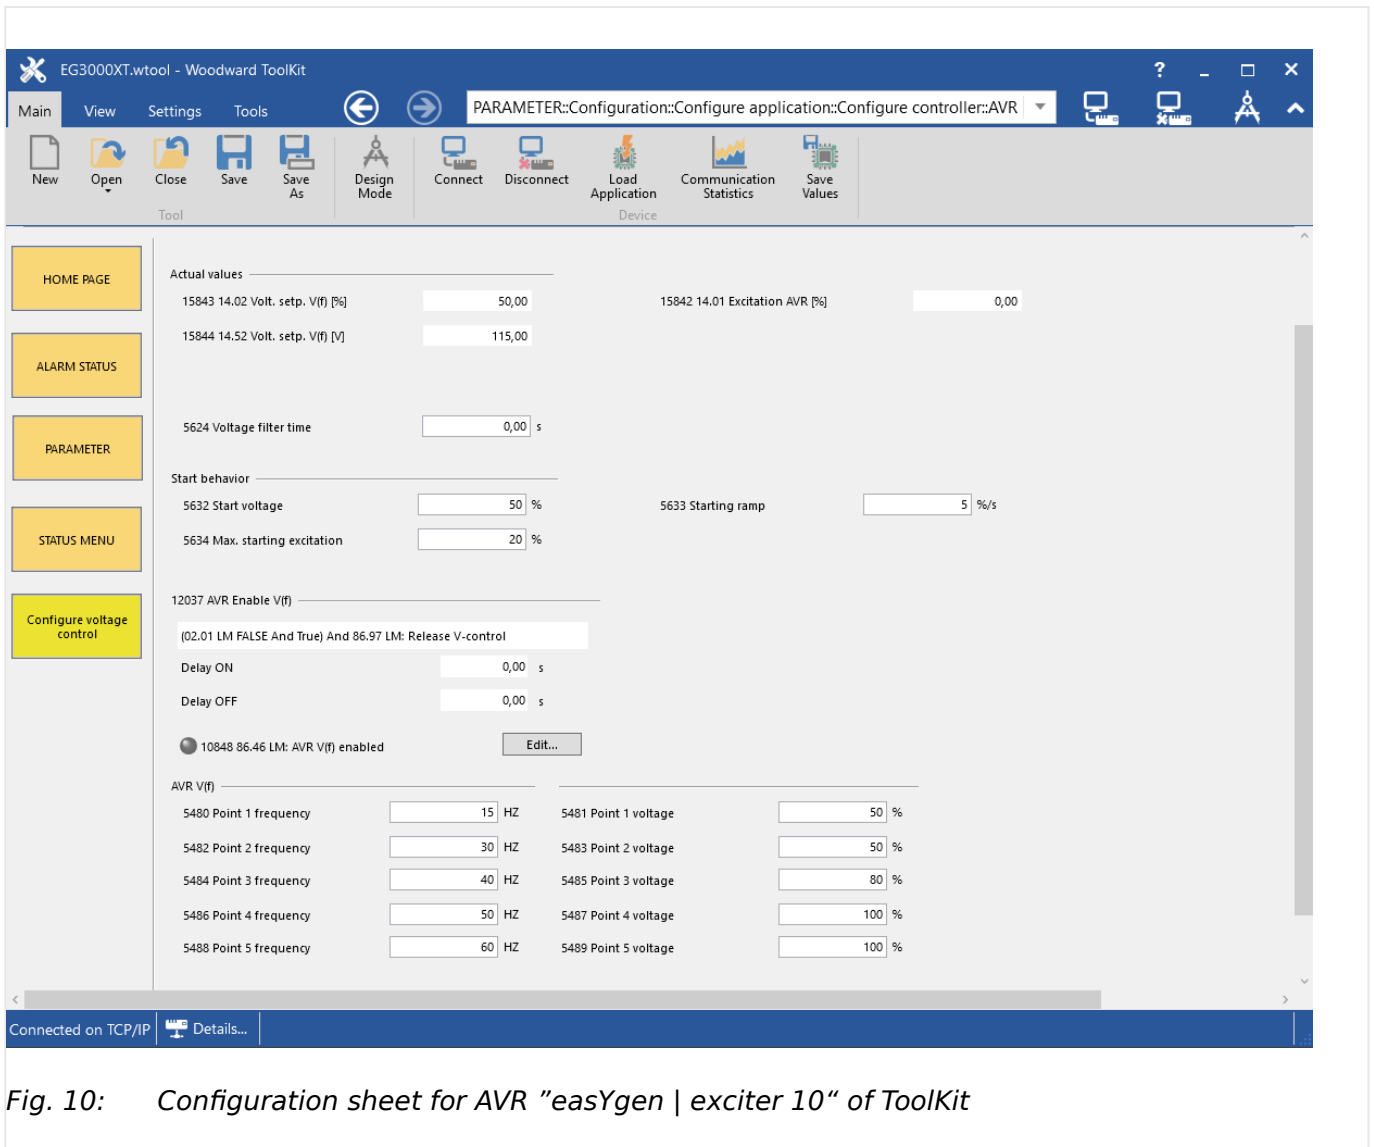 EG3000XT.wtool - Woodward ToolKit
?
Main View Settings Tools
PARAMETER::Configuration::Configure application::Configure controller::AVR
New Open Close Save Save As Design Mode Connect Disconnect Load Application Communication Statistics Save Values
Tool Device
HOME PAGE
ALARM STATUS
PARAMETER
STATUS MENU
Configure voltage
control
Actual values
15843 14.02 Volt. setp. V(f) [%] 50,00 15842 14.01 Excitation AVR [%] 0,00
15844 14.52 Volt. setp. V(f) [V] 115,00
5624 Voltage filter time 0,00 s
Start behavior
5632 Start voltage 50 % 5633 Starting ramp 5 %/s
5634 Max. starting excitation 20 %
12037 AVR Enable V(f)
(02.01 LM FALSE And True) And 86.97 LM: Release V-control
Delay ON 0,00 s
Delay OFF 0,00 s
10848 86.46 LM: AVR V(f) enabled Edit...
AVR V(f)
5480 Point 1 frequency 15 HZ 5481 Point 1 voltage 50 %
5482 Point 2 frequency 30 HZ 5483 Point 2 voltage 50 %
5484 Point 3 frequency 40 HZ 5485 Point 3 voltage 80 %
5486 Point 4 frequency 50 HZ 5487 Point 4 voltage 100 %
5488 Point 5 frequency 60 HZ 5489 Point 5 voltage 100 %
Connected on TCP/IP Details...
Fig. 10: Configuration sheet for AVR ”easYgen | exciter 10“ of ToolKit